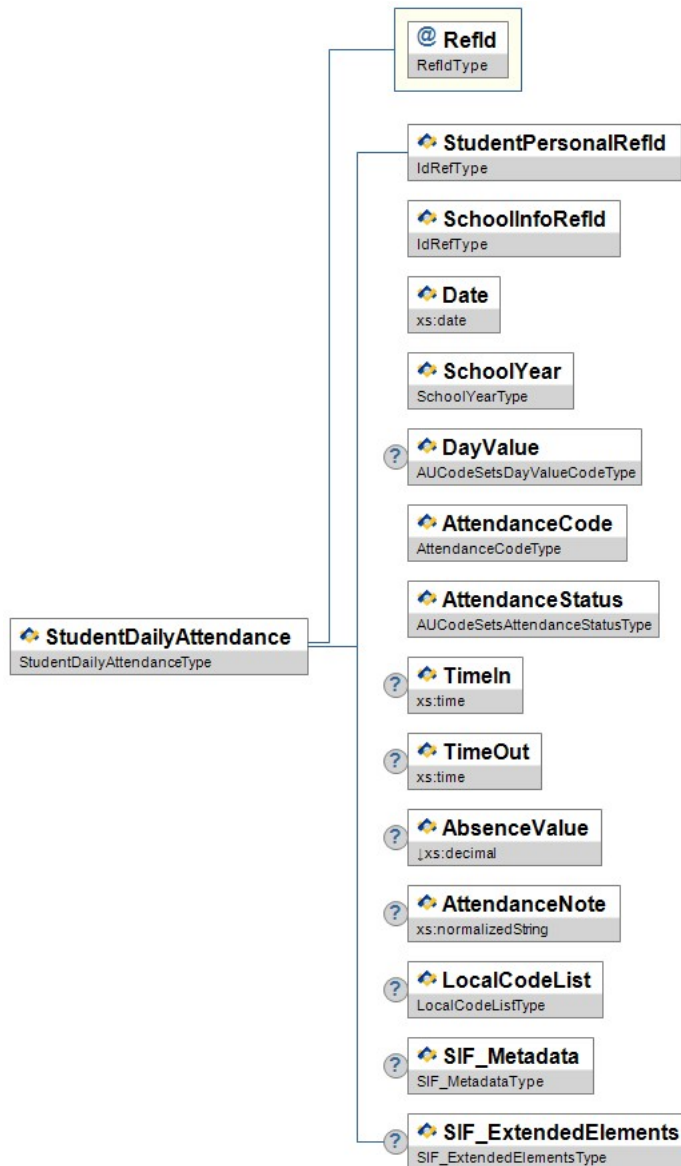 @ RefId
RefIdType
StudentPersonalRefId
IdRefType
SchoolInfoRefId
IdRefType
Date
xs:date
SchoolYear
SchoolYearType
? DayValue
AUCodeSetsDayValueCodeType
AttendanceCode
AttendanceCodeType
AttendanceStatus
AUCodeSetsAttendanceStatusType
StudentDailyAttendance
StudentDailyAttendanceType
? TimeIn
xs:time
? TimeOut
xs:time
? AbsenceValue
↓xs:decimal
? AttendanceNote
xs:normalizedString
? LocalCodeList
LocalCodeListType
? SIF_Metadata
SIF_MetadataType
? SIF_ExtendedElements
SIF_ExtendedElementsType